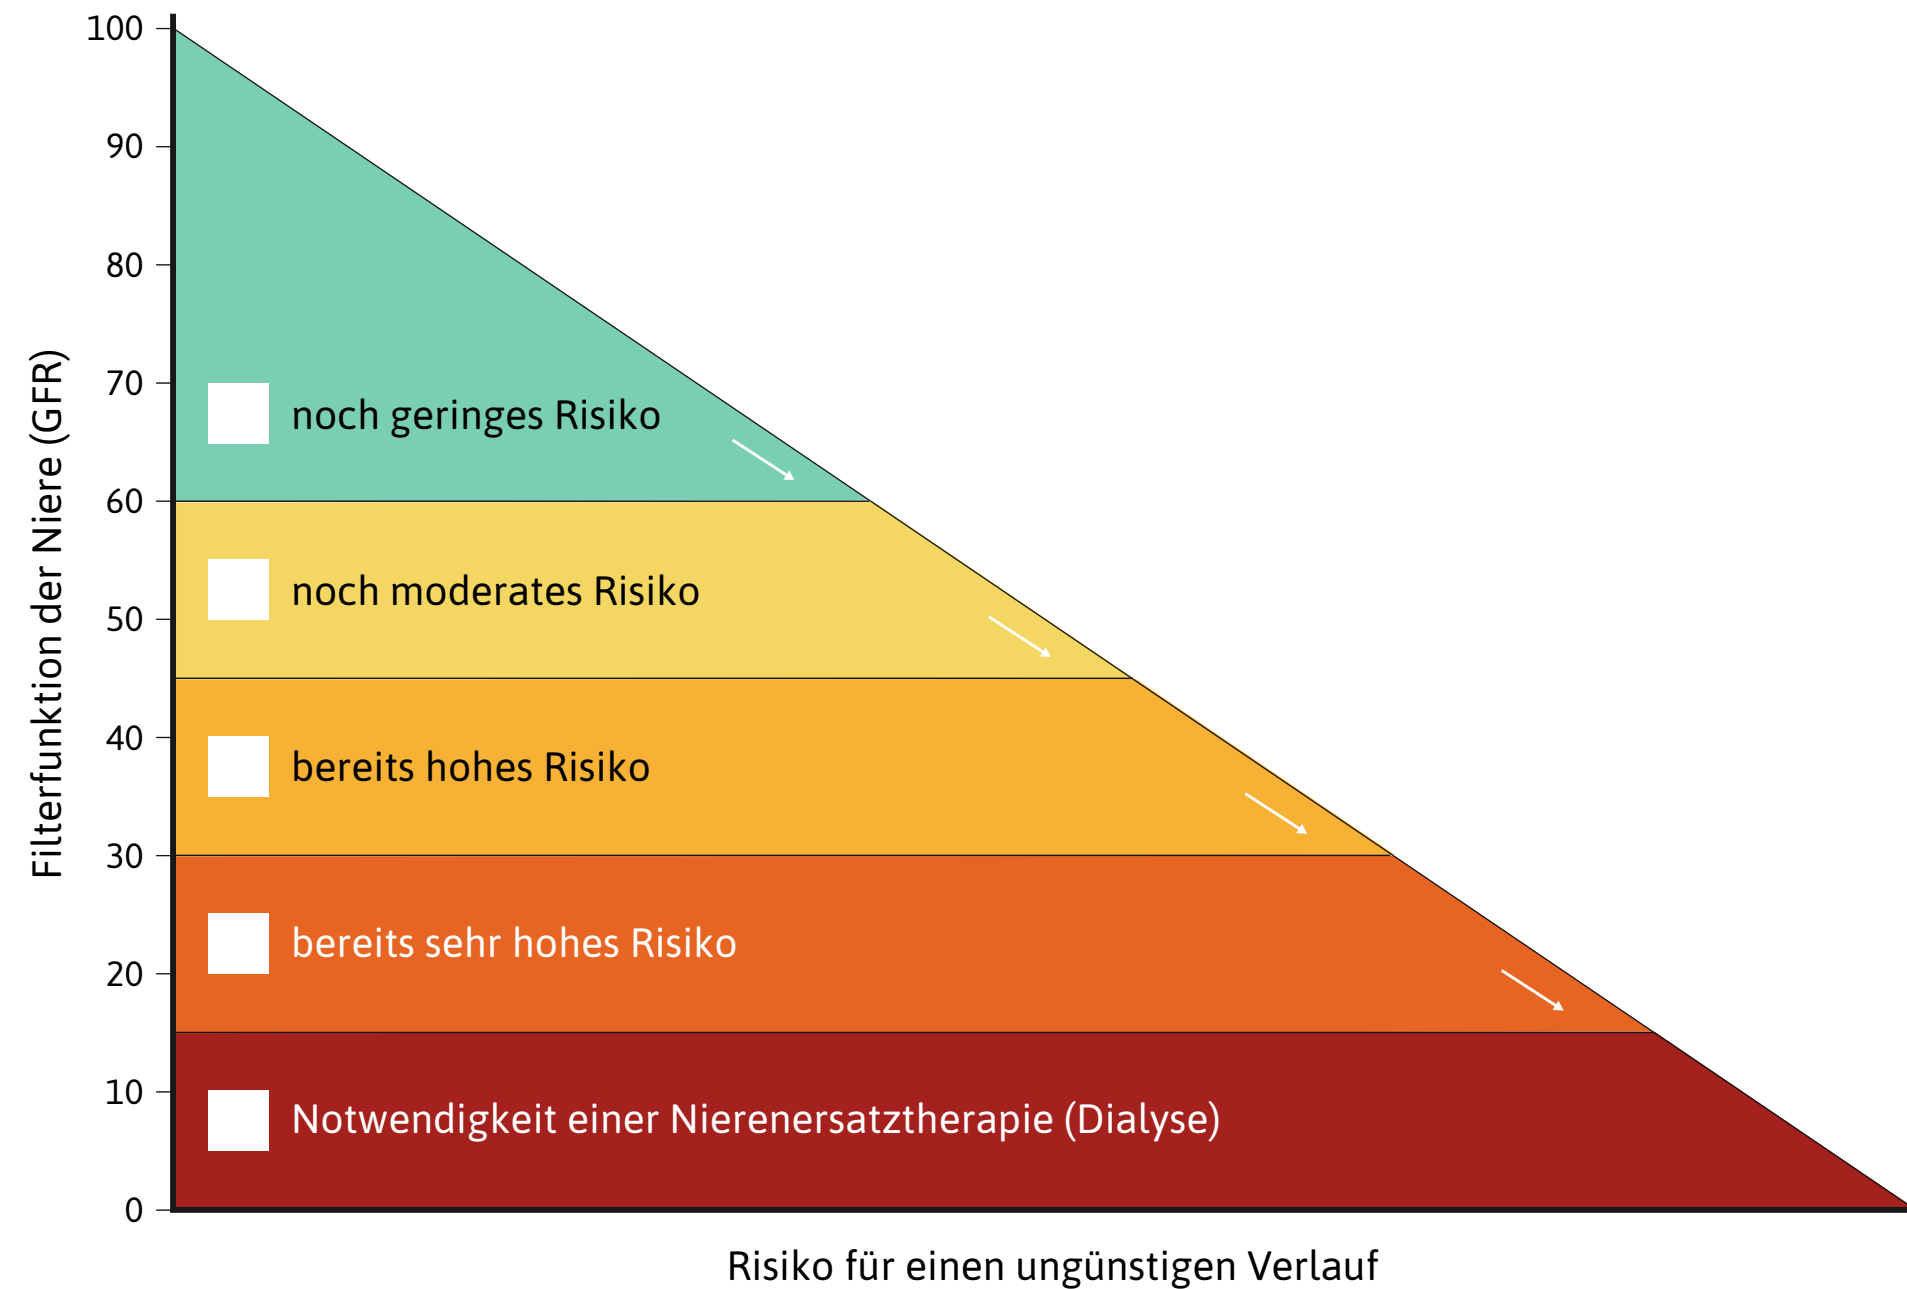 Filterfunktion der Niere (GFR)
100
90
80
70
60
50
40
30
20
10
0
noch geringes Risiko
noch moderates Risiko
bereits hohes Risiko
bereits sehr hohes Risiko
Notwendigkeit einer Nierenersatztherapie (Dialyse)
Risiko für einen ungünstigen Verlauf